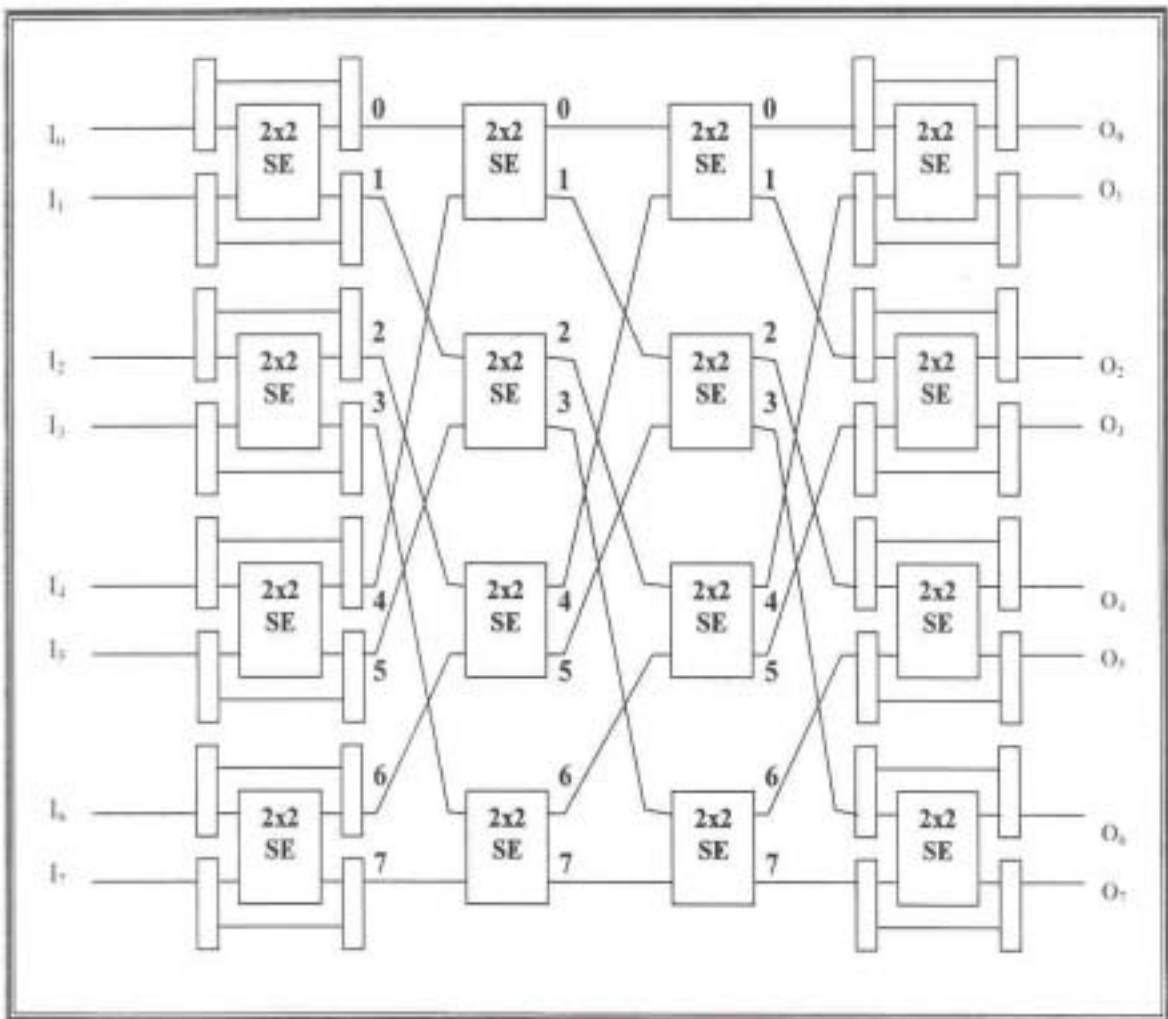 0 0 0
I₀ 2x2 SE 2x2 SE 2x2 SE 2x2 SE O₀
I₁ 1 1 1 O₁
2 2 2
I₂ 2x2 SE 2x2 SE 2x2 SE 2x2 SE O₂
I₃ 3 3 3 O₃
I₄ 2x2 SE 2x2 SE 2x2 SE 2x2 SE O₄
4 4 4
I₅ 5 5 5 O₅
6 6 6
I₆ 2x2 SE 2x2 SE 2x2 SE 2x2 SE O₆
I₇ 7 7 7 O₇